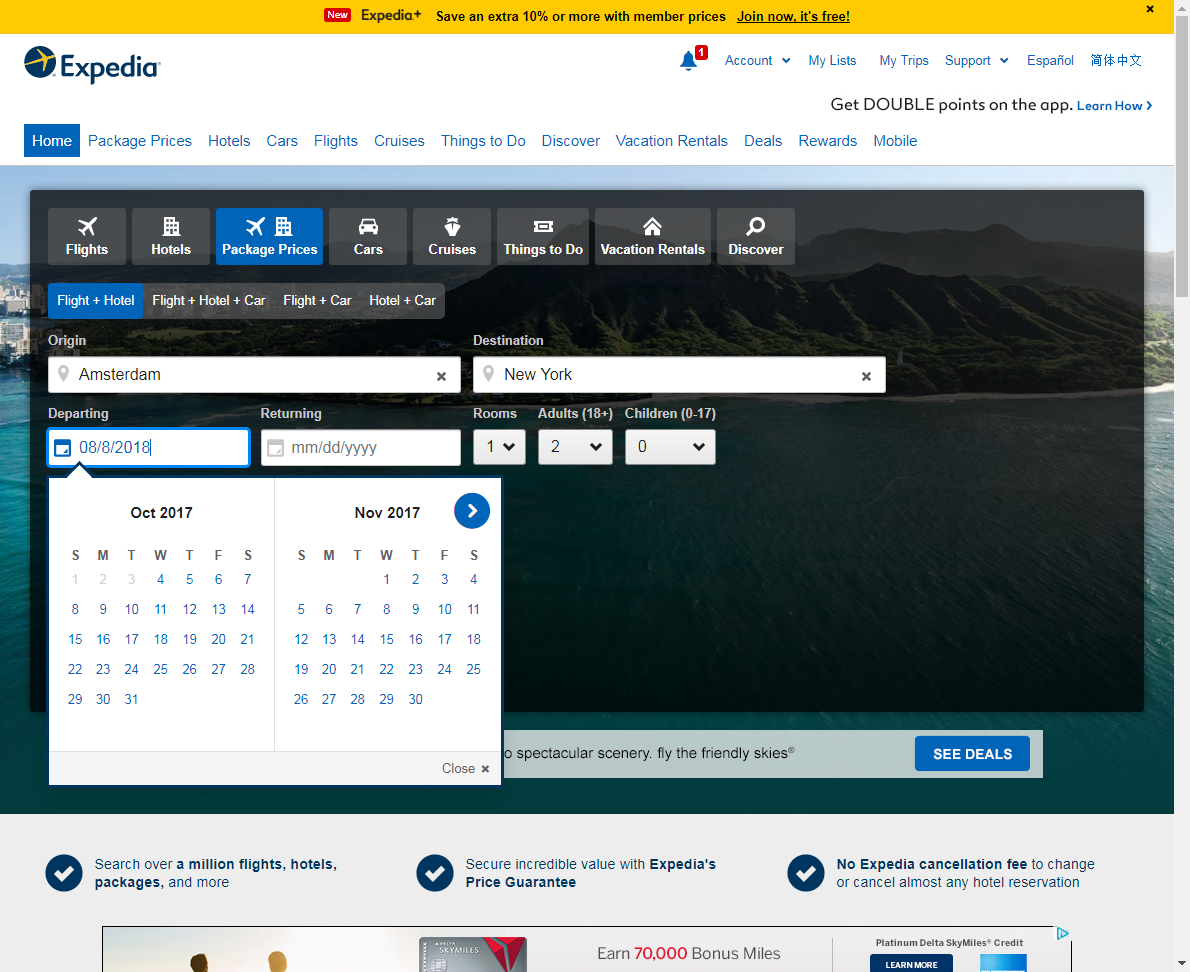 New Expedia+ Save an extra 10% or more with member prices Join now, it's free!
Expedia
1 Account My Lists My Trips Support Español 简体中文
Get DOUBLE points on the app. Learn How
Home Package Prices Hotels Cars Flights Cruises Things to Do Discover Vacation Rentals Deals Rewards Mobile
Flights Hotels Package Prices Cars Cruises Things to Do Vacation Rentals Discover
Flight + Hotel Flight + Hotel + Car Flight + Car Hotel + Car
Origin Destination
Amsterdam New York
Departing Returning Rooms Adults (18+) Children (0-17)
08/8/2018 mm/dd/yyyy 1 2 0
Oct 2017 Nov 2017
S M T W T F S S M T W T F S
1 2 3 4 5 6 7 1 2 3 4
8 9 10 11 12 13 14 5 6 7 8 9 10 11
15 16 17 18 19 20 21 12 13 14 15 16 17 18
22 23 24 25 26 27 28 19 20 21 22 23 24 25
29 30 31 26 27 28 29 30
o spectacular scenery. fly the friendly skies® SEE DEALS
Close
Search over a million flights, hotels, Secure incredible value with Expedia's No Expedia cancellation fee to change
packages, and more Price Guarantee or cancel almost any hotel reservation
DELTA
SKYMILES
Earn 70,000 Bonus Miles
Platinum Delta SkyMiles® Credit
LEARN MORE